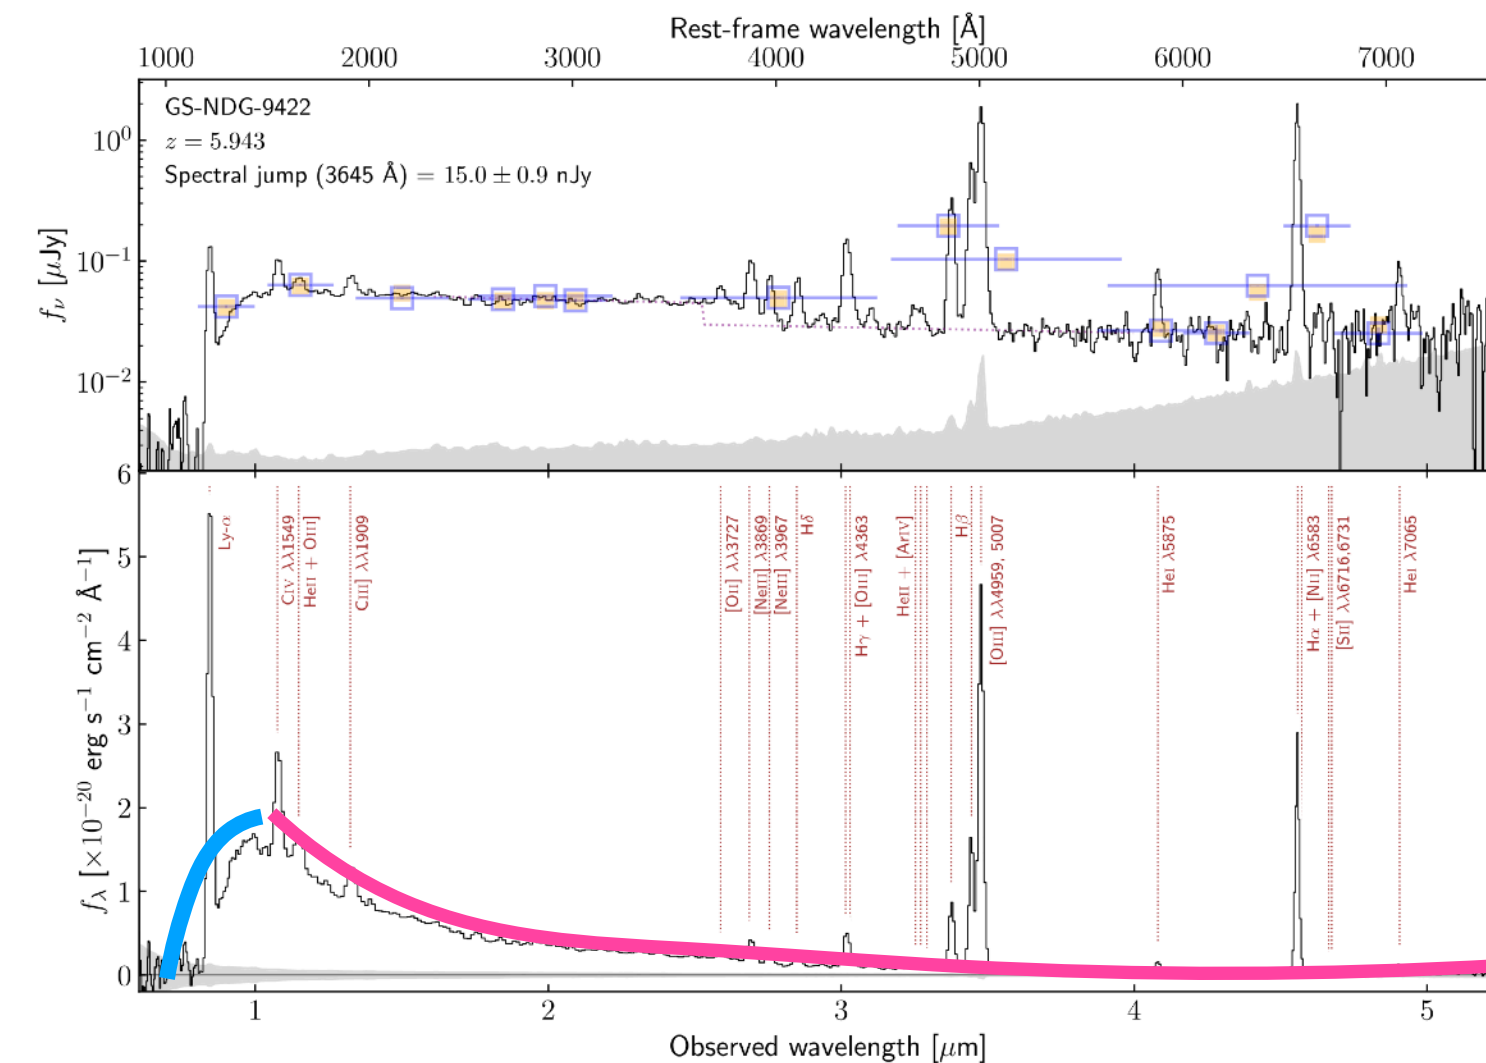 Rest-frame wavelength [Å]
1000 2000 3000 4000 5000 6000 7000
GS-NDG-9422
z = 5.943
Spectral jump (3645 Å) = 15.0 ± 0.9 nJy
10⁰
10⁻¹
10⁻²
fν [μJy]
6
5
4
3
2
1
0
fλ [×10⁻²⁰ erg s⁻¹ cm⁻² Å⁻¹]
Ly-α
CIV λλ1549
HeII + OIII]
CIII] λλ1909
[OII] λλ3727
[NeIII] λ3869
[NeIII] λ3967
Hδ
Hγ + [OIII] λ4363
HeII + [ArIV]
Hβ
[OIII] λλ4959, 5007
HeI λ5875
Hα + [NII] λ6583
[SII] λλ6716,6731
HeI λ7065
1 2 3 4 5
Observed wavelength [μm]